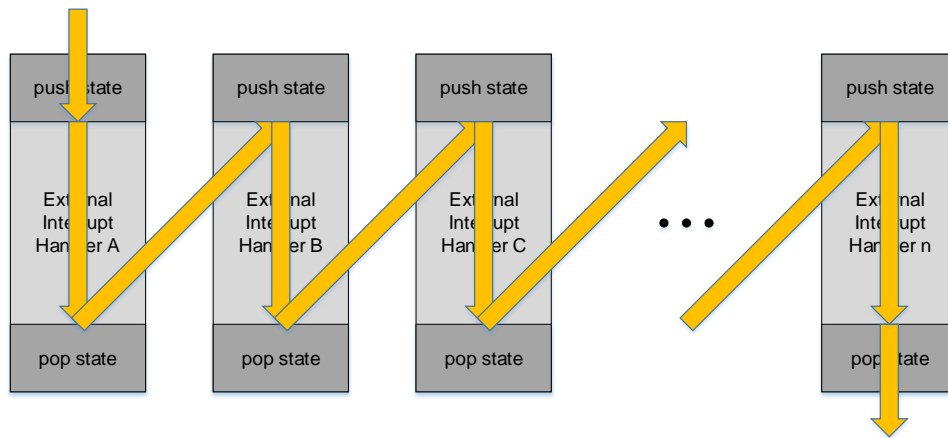 push state
push state
push state
push state
External
Interrupt
Handler A
External
Interrupt
Handler B
External
Interrupt
Handler C
• • •
External
Interrupt
Handler n
pop state
pop state
pop state
pop state